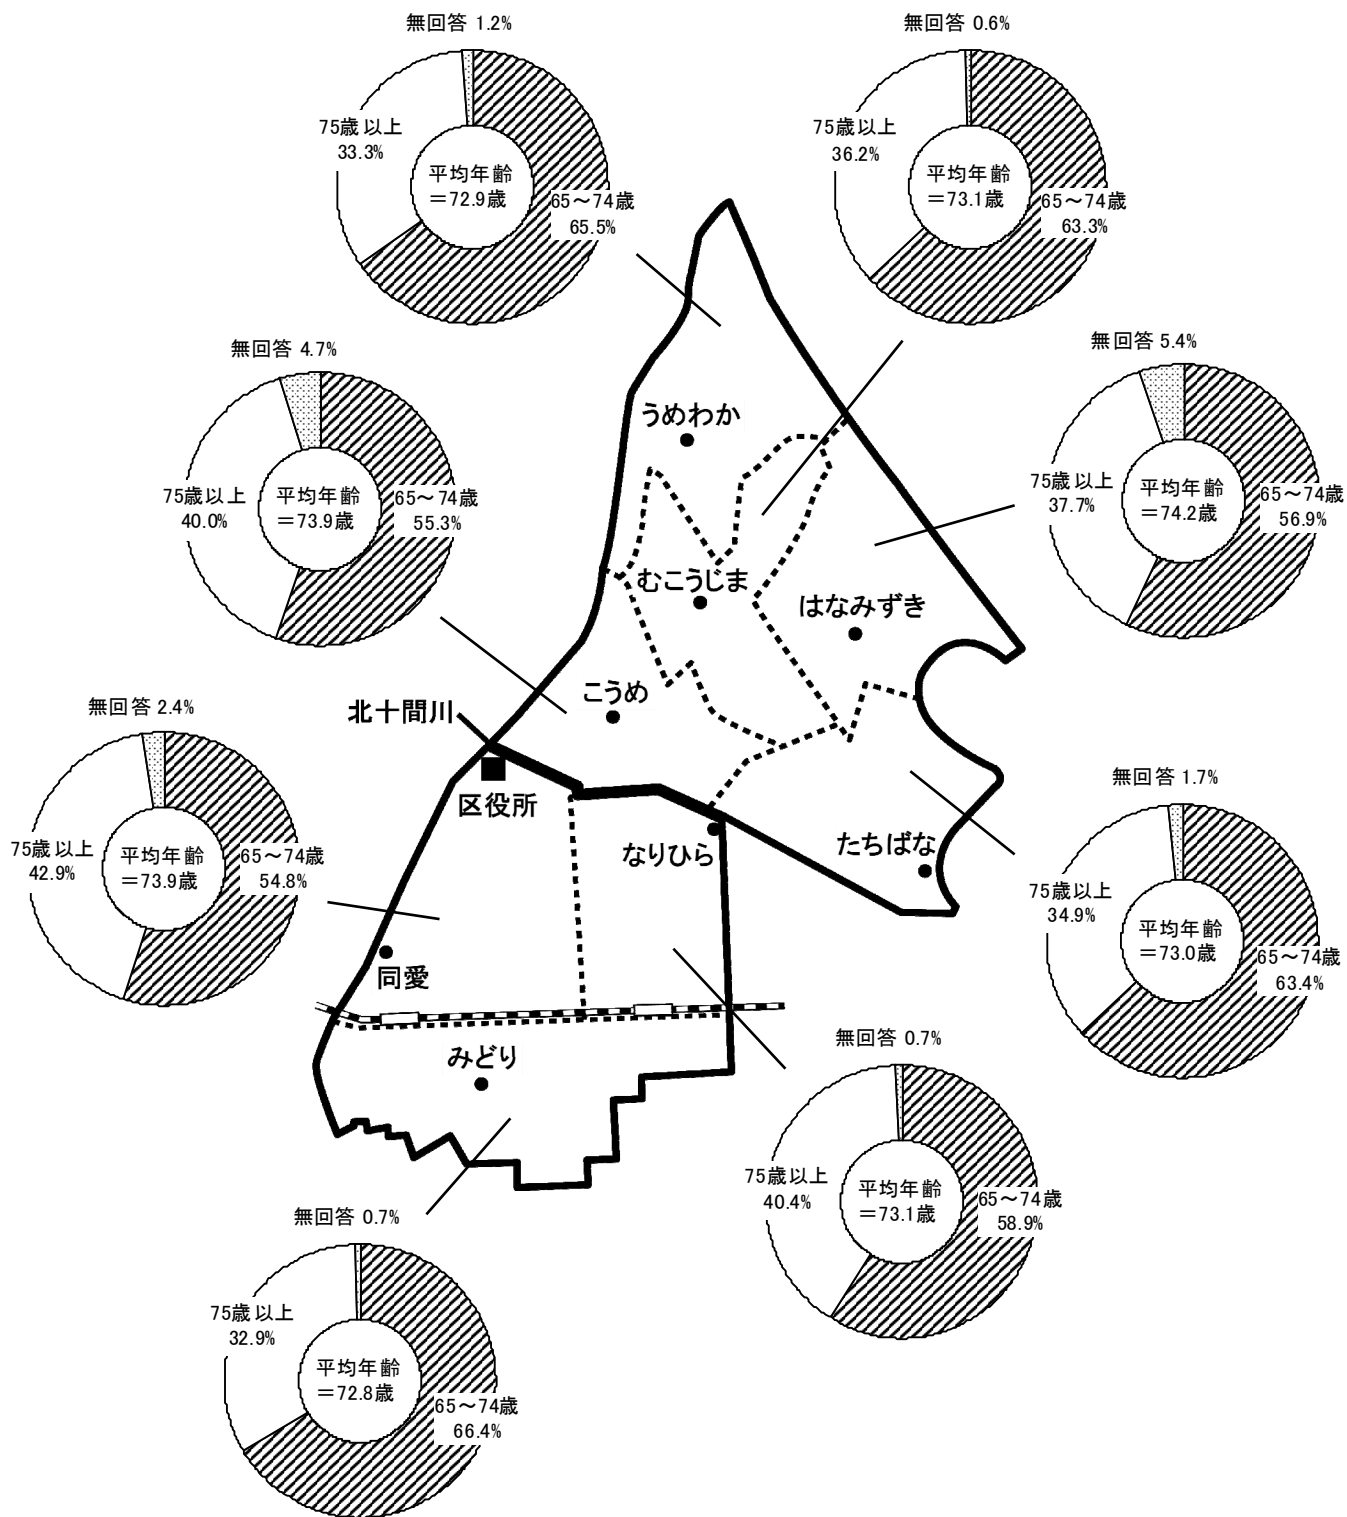 無回答 1.2%
75歳以上
33.3%
平均年齢
＝72.9歳
65～74歳
65.5%
無回答 0.6%
75歳以上
36.2%
平均年齢
＝73.1歳
65～74歳
63.3%
無回答 4.7%
75歳以上
40.0%
平均年齢
＝73.9歳
65～74歳
55.3%
無回答 5.4%
75歳以上
37.7%
平均年齢
＝74.2歳
65～74歳
56.9%
うめわか
むこうじま
はなみずき
こうめ
北十間川
区役所
なりひら
たちばな
同愛
みどり
無回答 2.4%
75歳以上
42.9%
平均年齢
＝73.9歳
65～74歳
54.8%
無回答 1.7%
75歳以上
34.9%
平均年齢
＝73.0歳
65～74歳
63.4%
無回答 0.7%
75歳以上
40.4%
平均年齢
＝73.1歳
65～74歳
58.9%
無回答 0.7%
75歳以上
32.9%
平均年齢
＝72.8歳
65～74歳
66.4%